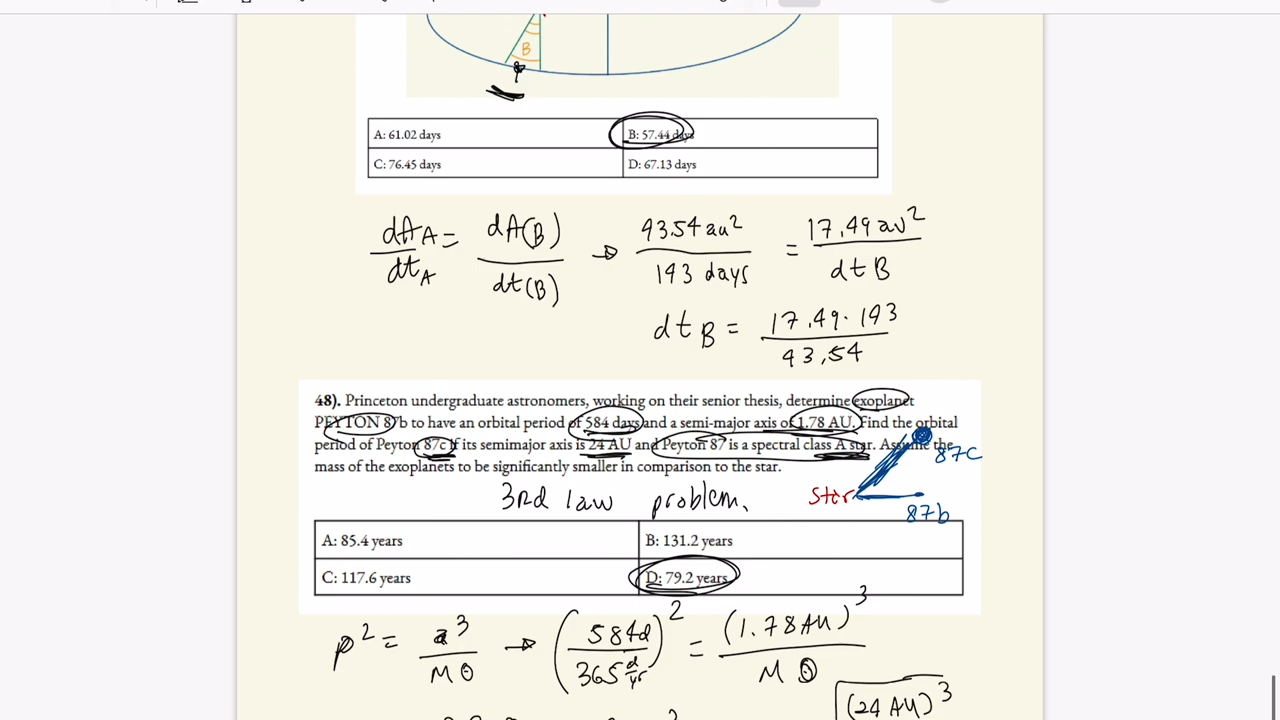 B
A: 61.02 days
B: 57.44 days
C: 76.45 days
D: 67.13 days
dA A / dt A = dA(B) / dt(B) → 43.54 au² / 193 days = 17.49 au² / dt B
dt B = 17.49 · 193 / 43.54
48). Princeton undergraduate astronomers, working on their senior thesis, determine exoplanet
PEYTON 87b to have an orbital period of 584 days and a semi-major axis of 1.78 AU. Find the orbital
period of Peyton 87c if its semimajor axis is 24 AU and Peyton 87 is a spectral class A star. Assume the
mass of the exoplanets to be significantly smaller in comparison to the star.
87c
Star
87b
3rd law problem.
A: 85.4 years
B: 131.2 years
C: 117.6 years
D: 79.2 years
P² = a³ / M⊙ → (584d / 365 d/yr)² = (1.78 AU)³ / M⊙
(24 AU)³